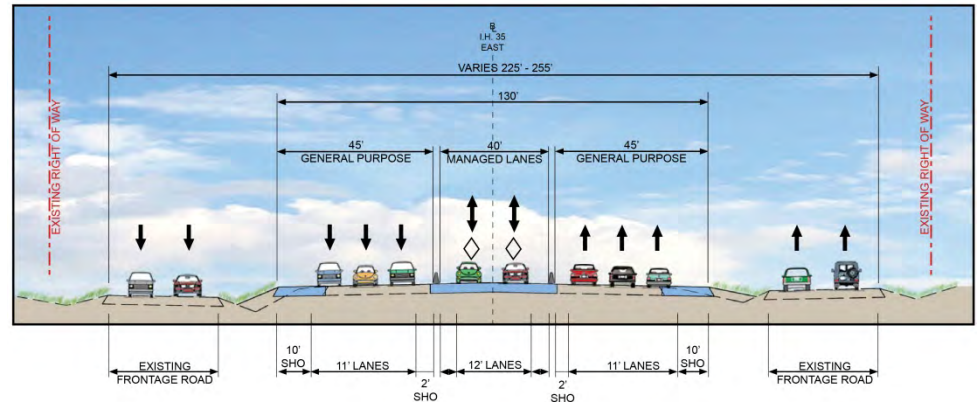 ℄
I.H. 35
EAST
VARIES 225' - 255'
130'
45'
GENERAL PURPOSE
40'
MANAGED LANES
45'
GENERAL PURPOSE
EXISTING RIGHT OF WAY
EXISTING RIGHT OF WAY
EXISTING
FRONTAGE ROAD
10'
SHO
11' LANES
2'
SHO
12' LANES
2'
SHO
11' LANES
10'
SHO
EXISTING
FRONTAGE ROAD